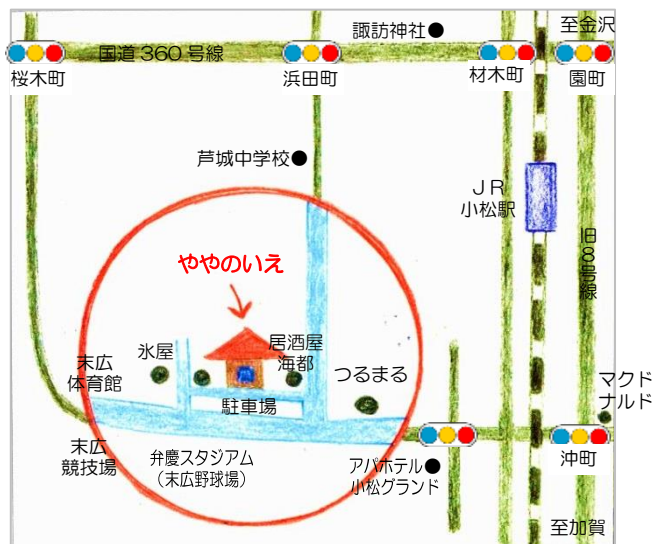 諏訪神社●
至金沢
国道360号線
桜木町
浜田町
材木町
園町
芦城中学校●
JR
小松駅
旧8号線
ややのいえ
氷屋
居酒屋
海都
末広
体育館
駐車場
つるまる
マクド
ナルド
末広
競技場
弁慶スタジアム
(末広野球場)
アパホテル●
小松グランド
沖町
至加賀